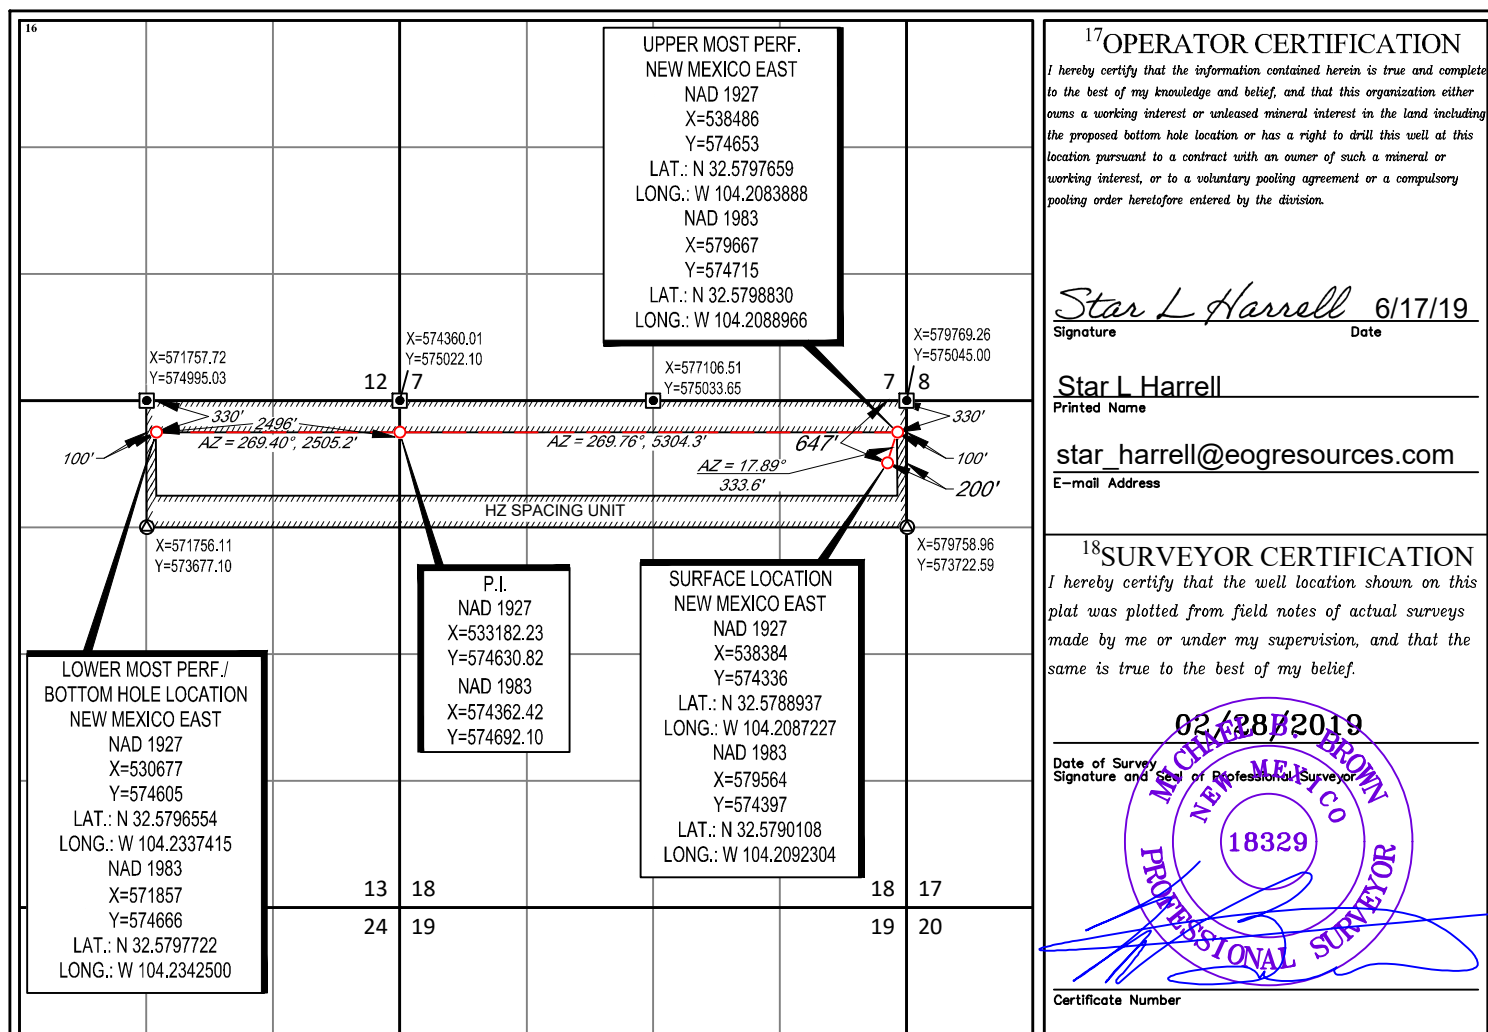 16
UPPER MOST PERF.
NEW MEXICO EAST
NAD 1927
X=538486
Y=574653
LAT.: N 32.5797659
LONG.: W 104.2083888
NAD 1983
X=579667
Y=574715
LAT.: N 32.5798830
LONG.: W 104.2088966
X=571757.72
Y=574995.03
X=574360.01
Y=575022.10
X=577106.51
Y=575033.65
X=579769.26
Y=575045.00
12 7
7 8
330'
2496'
AZ = 269.40°, 2505.2'
100'
AZ = 269.76°, 5304.3'
647'
AZ = 17.89°
333.6'
330'
100'
200'
HZ SPACING UNIT
X=571756.11
Y=573677.10
X=579758.96
Y=573722.59
P.I.
NAD 1927
X=533182.23
Y=574630.82
NAD 1983
X=574362.42
Y=574692.10
SURFACE LOCATION
NEW MEXICO EAST
NAD 1927
X=538384
Y=574336
LAT.: N 32.5788937
LONG.: W 104.2087227
NAD 1983
X=579564
Y=574397
LAT.: N 32.5790108
LONG.: W 104.2092304
LOWER MOST PERF./
BOTTOM HOLE LOCATION
NEW MEXICO EAST
NAD 1927
X=530677
Y=574605
LAT.: N 32.5796554
LONG.: W 104.2337415
NAD 1983
X=571857
Y=574666
LAT.: N 32.5797722
LONG.: W 104.2342500
13 18
18 17
24 19
19 20
17 OPERATOR CERTIFICATION
I hereby certify that the information contained herein is true and complete
to the best of my knowledge and belief, and that this organization either
owns a working interest or unleased mineral interest in the land including
the proposed bottom hole location or has a right to drill this well at this
location pursuant to a contract with an owner of such a mineral or
working interest, or to a voluntary pooling agreement or a compulsory
pooling order heretofore entered by the division.
Star L Harrell 6/17/19
Signature Date
Star L Harrell
Printed Name
star_harrell@eogresources.com
E-mail Address
18 SURVEYOR CERTIFICATION
I hereby certify that the well location shown on this
plat was plotted from field notes of actual surveys
made by me or under my supervision, and that the
same is true to the best of my belief.
02/28/2019
Date of Survey
Signature and Seal of Professional Surveyor
MICHAEL B. BROWN
NEW MEXICO
18329
PROFESSIONAL SURVEYOR
Certificate Number